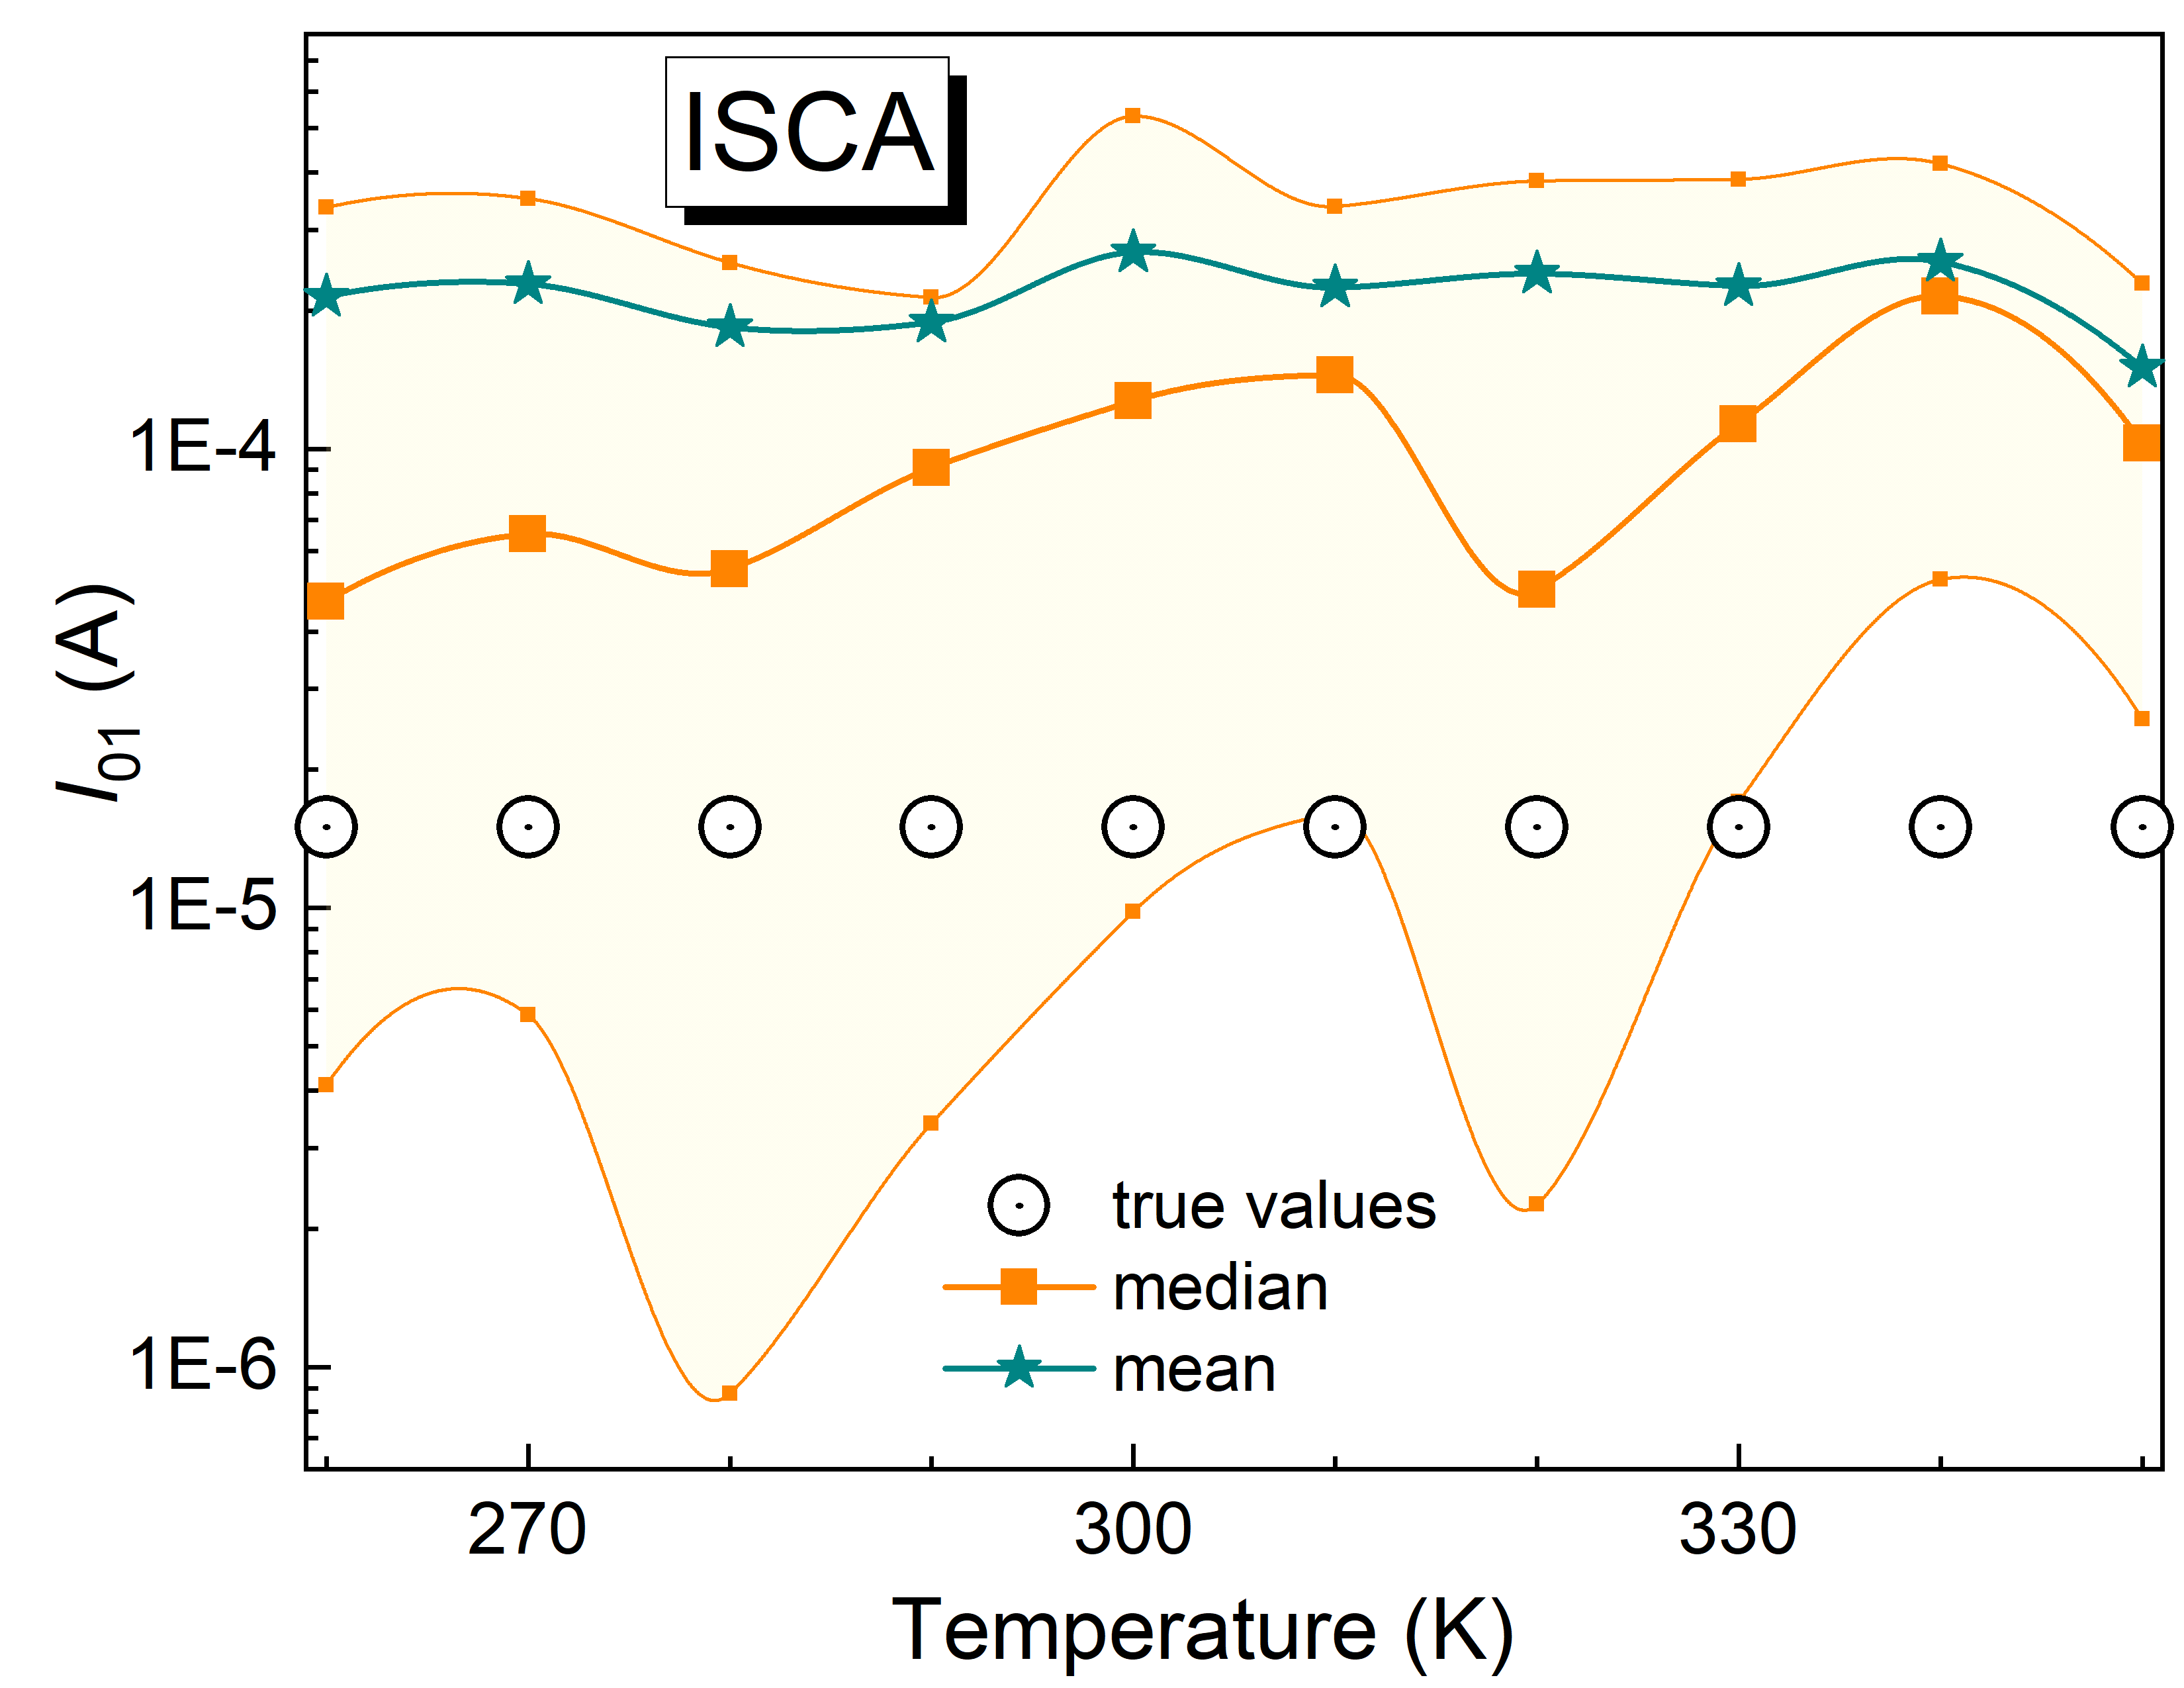 ISCA
1E-4
1E-5
1E-6
I01 (A)
true values
median
mean
270 300 330
Temperature (K)